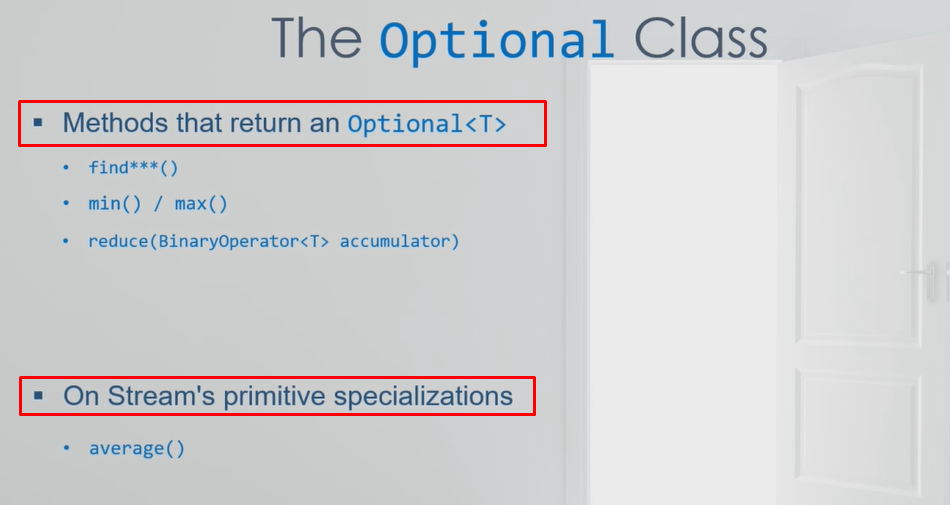 The Optional Class
▪ Methods that return an Optional<T>
• find***()
• min() / max()
• reduce(BinaryOperator<T> accumulator)
▪ On Stream's primitive specializations
• average()